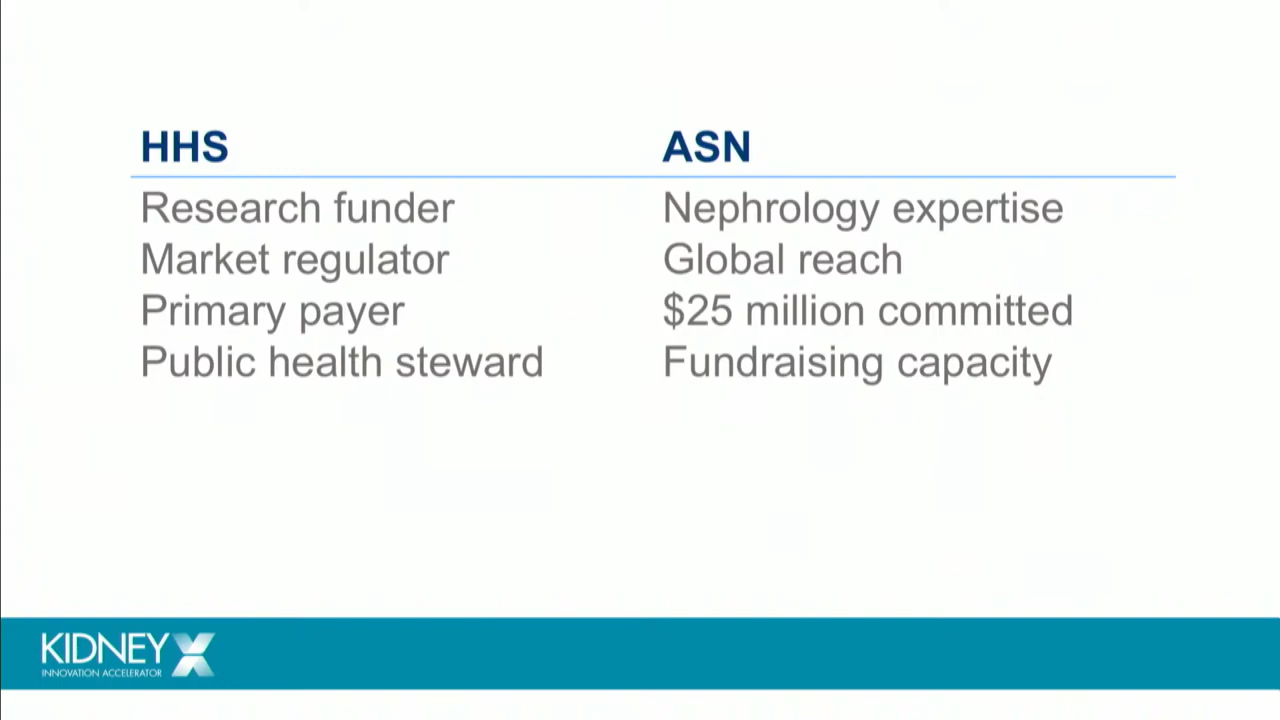 HHS
ASN
Research funder
Nephrology expertise
Market regulator
Global reach
Primary payer
$25 million committed
Public health steward
Fundraising capacity
KIDNEY X
INNOVATION ACCELERATOR